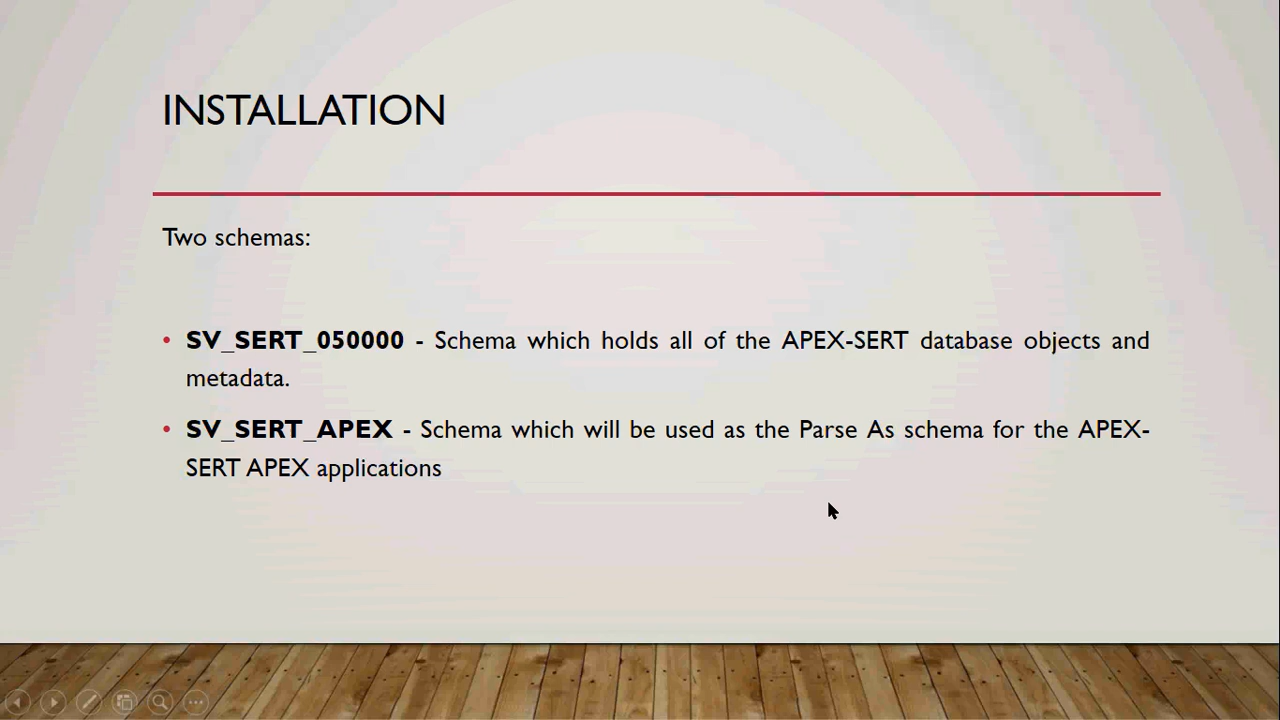 INSTALLATION
Two schemas:
• SV_SERT_050000 - Schema which holds all of the APEX-SERT database objects and
metadata.
• SV_SERT_APEX - Schema which will be used as the Parse As schema for the APEX-
SERT APEX applications